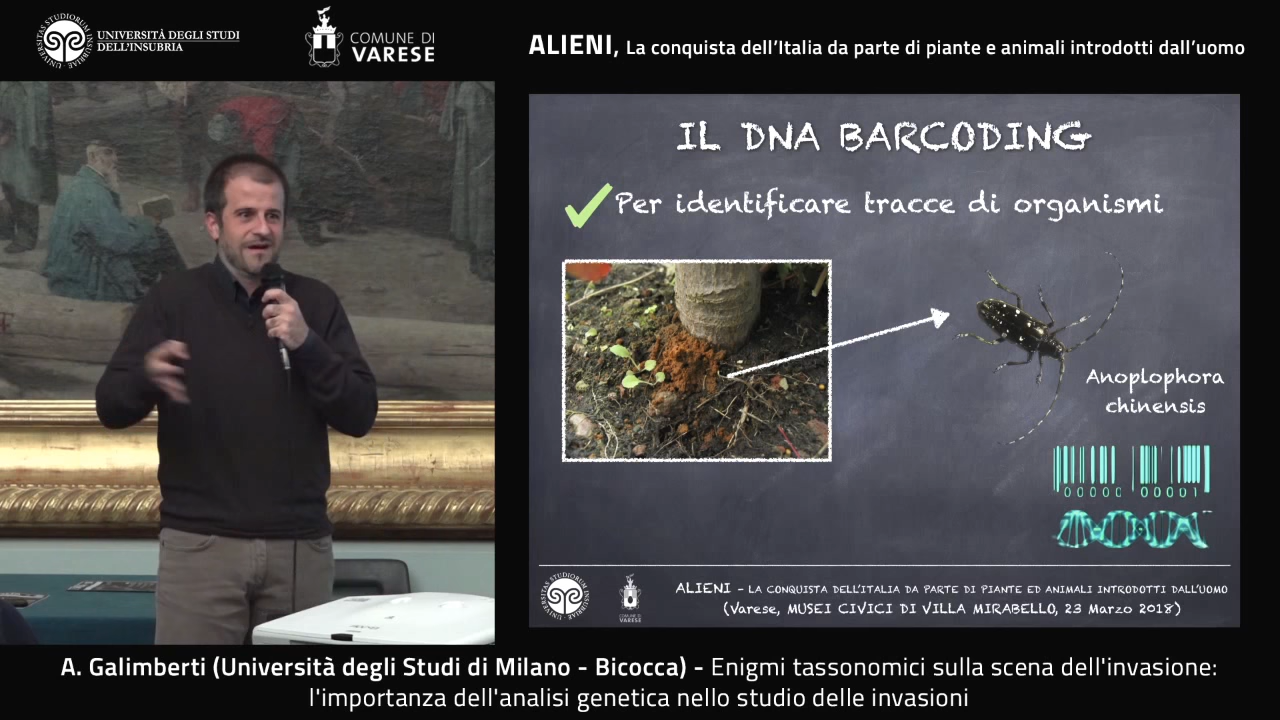 UNIVERSITÀ DEGLI STUDI
DELL'INSUBRIA
COMUNE DI
VARESE
ALIENI, La conquista dell'Italia da parte di piante e animali introdotti dall'uomo
IL DNA BARCODING
Per identificare tracce di organismi
Anoplophora
chinensis
00000 00001
ALIENI - LA CONQUISTA DELL'ITALIA DA PARTE DI PIANTE ED ANIMALI INTRODOTTI DALL'UOMO
(Varese, MUSEI CIVICI DI VILLA MIRABELLO, 23 Marzo 2018)
COMUNE DI
VARESE
A. Galimberti (Università degli Studi di Milano - Bicocca) - Enigmi tassonomici sulla scena dell'invasione:
l'importanza dell'analisi genetica nello studio delle invasioni